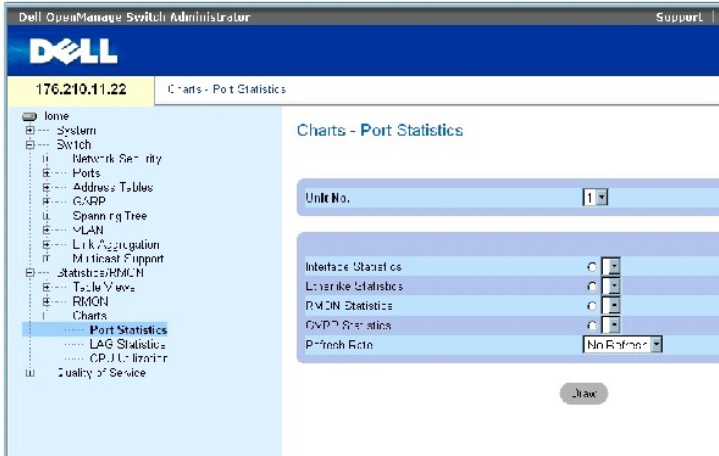 Dell OpenManage Switch Administrator
Support |
DELL
176.210.11.22
Charts - Port Statistics
Home
System
Switch
Network Security
Ports
Address Tables
GARP
Spanning Tree
VLAN
Link Aggregation
Multicast Support
Statistics/RMON
Table Views
RMON
Charts
Port Statistics
LAG Statistics
CPU Utilization
Quality of Service
Charts - Port Statistics
Unit No.
1
Interface Statistics
Etherlike Statistics
RMON Statistics
GVRP Statistics
Refresh Rate
No Refresh
Draw